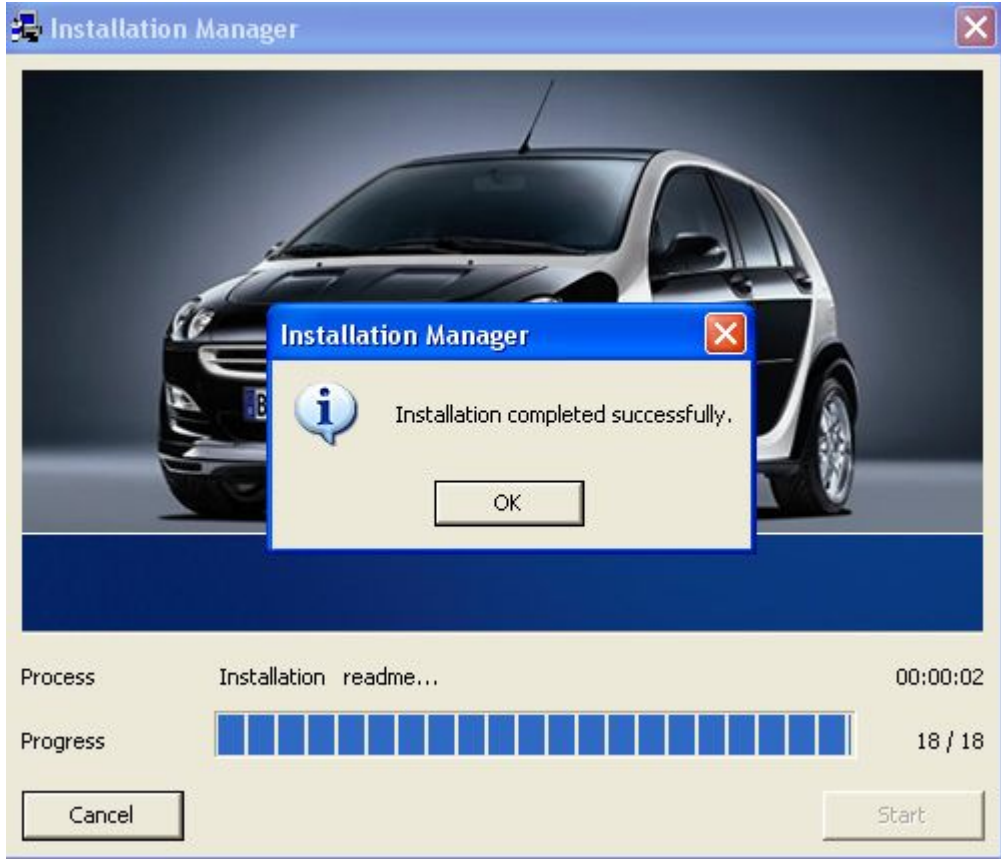 Installation Manager
Installation Manager
Installation completed successfully.
OK
Process Installation readme... 00:00:02
Progress 18 / 18
Cancel Start